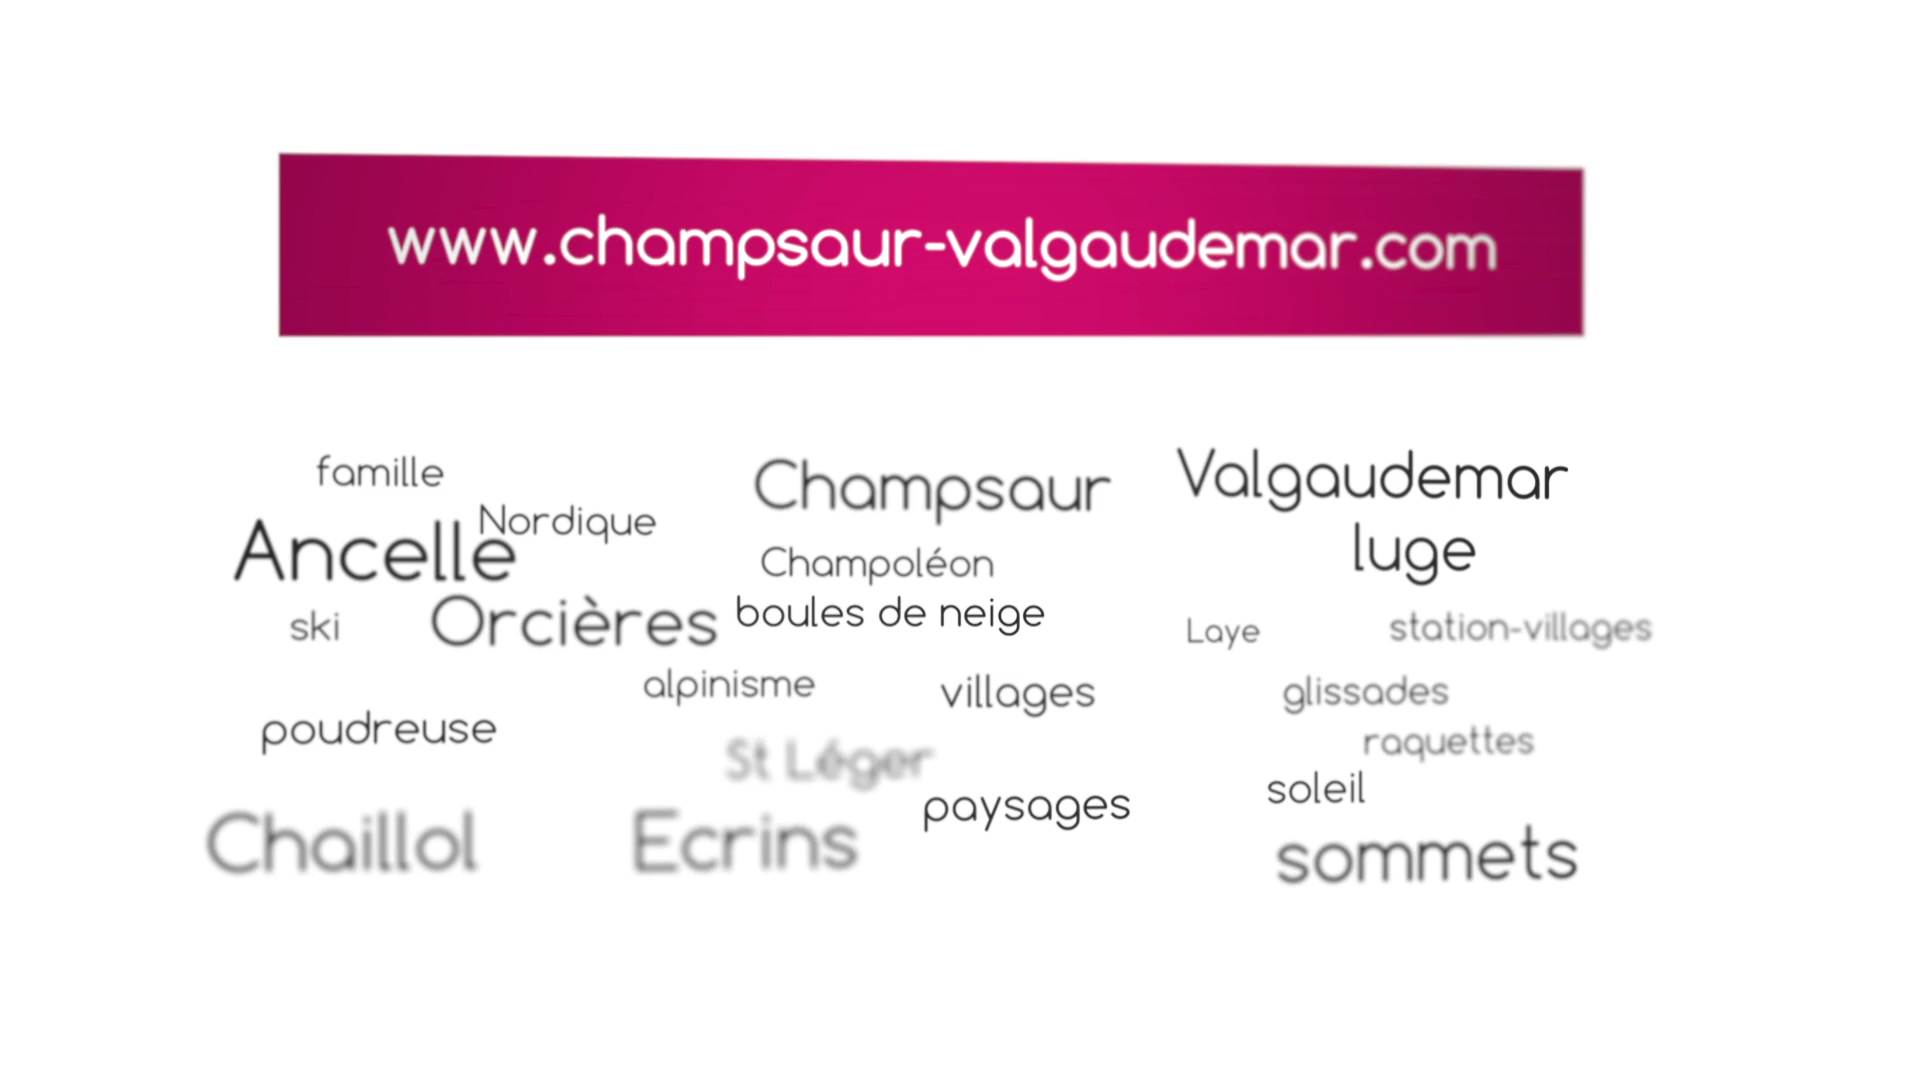 www.champsaur-valgaudemar.com
famille
Champsaur
Valgaudemar
Nordique
Ancelle
Champoléon
luge
ski
Orcières
boules de neige
Laye
station-villages
alpinisme
villages
glissades
poudreuse
raquettes
St Léger
soleil
paysages
Chaillol
Ecrins
sommets